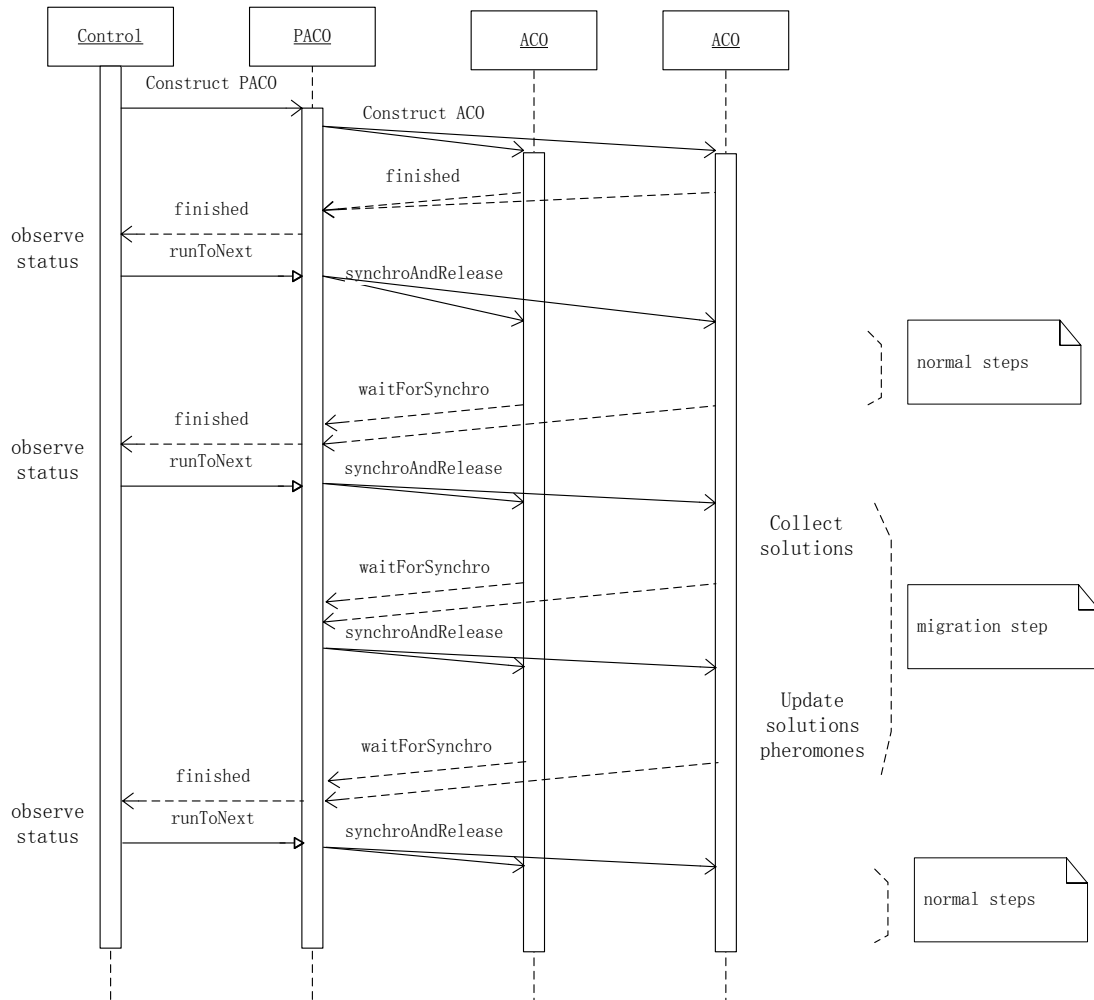 Control
PACO
ACO
ACO
Construct PACO
Construct ACO
finished
finished
observe
status
runToNext
synchroAndRelease
normal steps
waitForSynchro
finished
observe
status
runToNext
synchroAndRelease
Collect
solutions
waitForSynchro
migration step
synchroAndRelease
Update
solutions
pheromones
waitForSynchro
finished
observe
status
runToNext
synchroAndRelease
normal steps